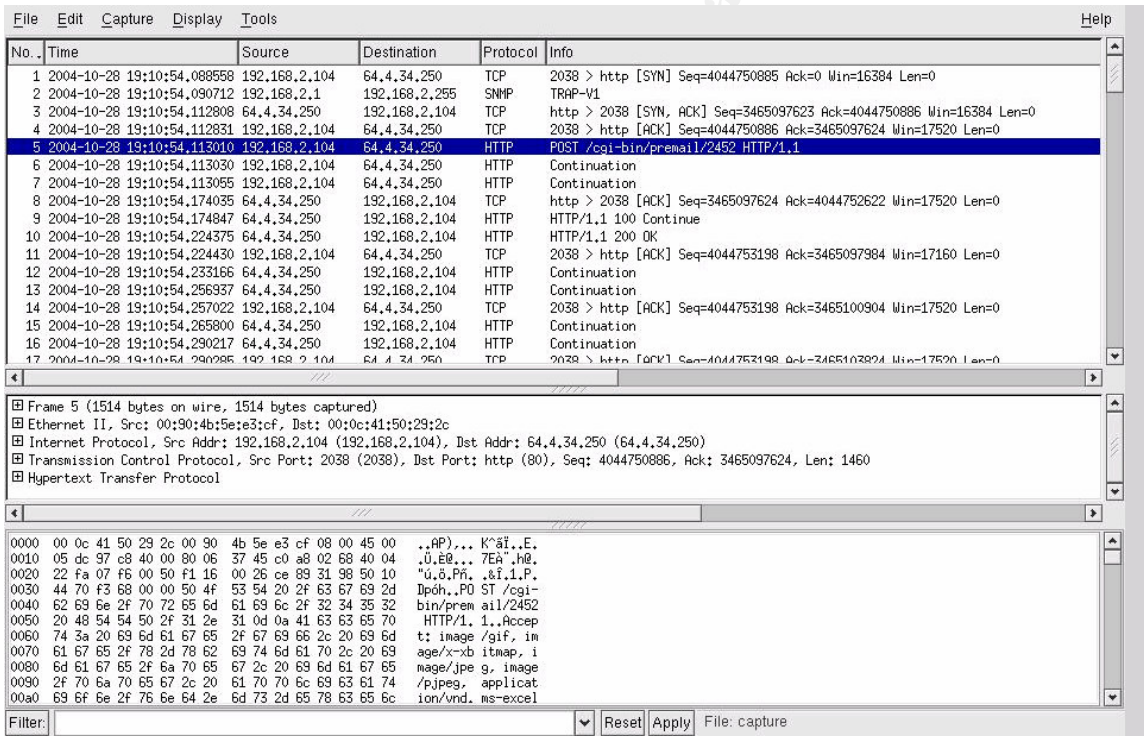 File Edit Capture Display Tools Help
No. . Time Source Destination Protocol Info
1 2004-10-28 19:10:54.088558 192.168.2.104 64.4.34.250 TCP 2038 > http [SYN] Seq=4044750885 Ack=0 Win=16384 Len=0
2 2004-10-28 19:10:54.090712 192.168.2.1 192.168.2.255 SNMP TRAP-V1
3 2004-10-28 19:10:54.112808 64.4.34.250 192.168.2.104 TCP http > 2038 [SYN, ACK] Seq=3465097623 Ack=4044750886 Win=16384 Len=0
4 2004-10-28 19:10:54.112831 192.168.2.104 64.4.34.250 TCP 2038 > http [ACK] Seq=4044750886 Ack=3465097624 Win=17520 Len=0
5 2004-10-28 19:10:54.113010 192.168.2.104 64.4.34.250 HTTP POST /cgi-bin/premail/2452 HTTP/1.1
6 2004-10-28 19:10:54.113030 192.168.2.104 64.4.34.250 HTTP Continuation
7 2004-10-28 19:10:54.113055 192.168.2.104 64.4.34.250 HTTP Continuation
8 2004-10-28 19:10:54.174035 64.4.34.250 192.168.2.104 TCP http > 2038 [ACK] Seq=3465097624 Ack=4044752622 Win=17520 Len=0
9 2004-10-28 19:10:54.174847 64.4.34.250 192.168.2.104 HTTP HTTP/1.1 100 Continue
10 2004-10-28 19:10:54.224375 64.4.34.250 192.168.2.104 HTTP HTTP/1.1 200 OK
11 2004-10-28 19:10:54.224430 192.168.2.104 64.4.34.250 TCP 2038 > http [ACK] Seq=4044753198 Ack=3465097984 Win=17160 Len=0
12 2004-10-28 19:10:54.233166 64.4.34.250 192.168.2.104 HTTP Continuation
13 2004-10-28 19:10:54.256937 64.4.34.250 192.168.2.104 HTTP Continuation
14 2004-10-28 19:10:54.257022 192.168.2.104 64.4.34.250 TCP 2038 > http [ACK] Seq=4044753198 Ack=3465100904 Win=17520 Len=0
15 2004-10-28 19:10:54.265800 64.4.34.250 192.168.2.104 HTTP Continuation
16 2004-10-28 19:10:54.290217 64.4.34.250 192.168.2.104 HTTP Continuation
17 2004-10-28 19:10:54.290285 192.168.2.104 64.4.34.250 TCP 2038 > http [ACK] Seq=4044753198 Ack=3465103824 Win=17520 Len=0
Frame 5 (1514 bytes on wire, 1514 bytes captured)
Ethernet II, Src: 00:90:4b:5e:e3:cf, Dst: 00:0c:41:50:29:2c
Internet Protocol, Src Addr: 192.168.2.104 (192.168.2.104), Dst Addr: 64.4.34.250 (64.4.34.250)
Transmission Control Protocol, Src Port: 2038 (2038), Dst Port: http (80), Seq: 4044750886, Ack: 3465097624, Len: 1460
Hypertext Transfer Protocol
0000 00 0c 41 50 29 2c 00 90 4b 5e e3 cf 08 00 45 00 ..AP),.. K^ãÏ..E.
0010 05 dc 97 c8 40 00 80 06 37 45 c0 a8 02 68 40 04 .Ü.È@... 7EÀ¨.h@.
0020 22 fa 07 f6 00 50 f1 16 00 26 ce 89 31 98 50 10 "ú.ö.Pñ. .&Î.1.P.
0030 44 70 f3 68 00 00 50 4f 53 54 20 2f 63 67 69 2d Dpóh..PO ST /cgi-
0040 62 69 6e 2f 70 72 65 6d 61 69 6c 2f 32 34 35 32 bin/prem ail/2452
0050 20 48 54 54 50 2f 31 2e 31 0d 0a 41 63 63 65 70 HTTP/1. 1..Accep
0060 74 3a 20 69 6d 61 67 65 2f 67 69 66 2c 20 69 6d t: image /gif, im
0070 61 67 65 2f 78 2d 78 62 69 74 6d 61 70 2c 20 69 age/x-xb itmap, i
0080 6d 61 67 65 2f 6a 70 65 67 2c 20 69 6d 61 67 65 mage/jpe g, image
0090 2f 70 6a 70 65 67 2c 20 61 70 70 6c 69 63 61 74 /pjpeg, applicat
00a0 69 6f 6e 2f 76 6e 64 2e 6d 73 2d 65 78 63 65 6c ion/vnd. ms-excel
Filter: Reset Apply File: capture